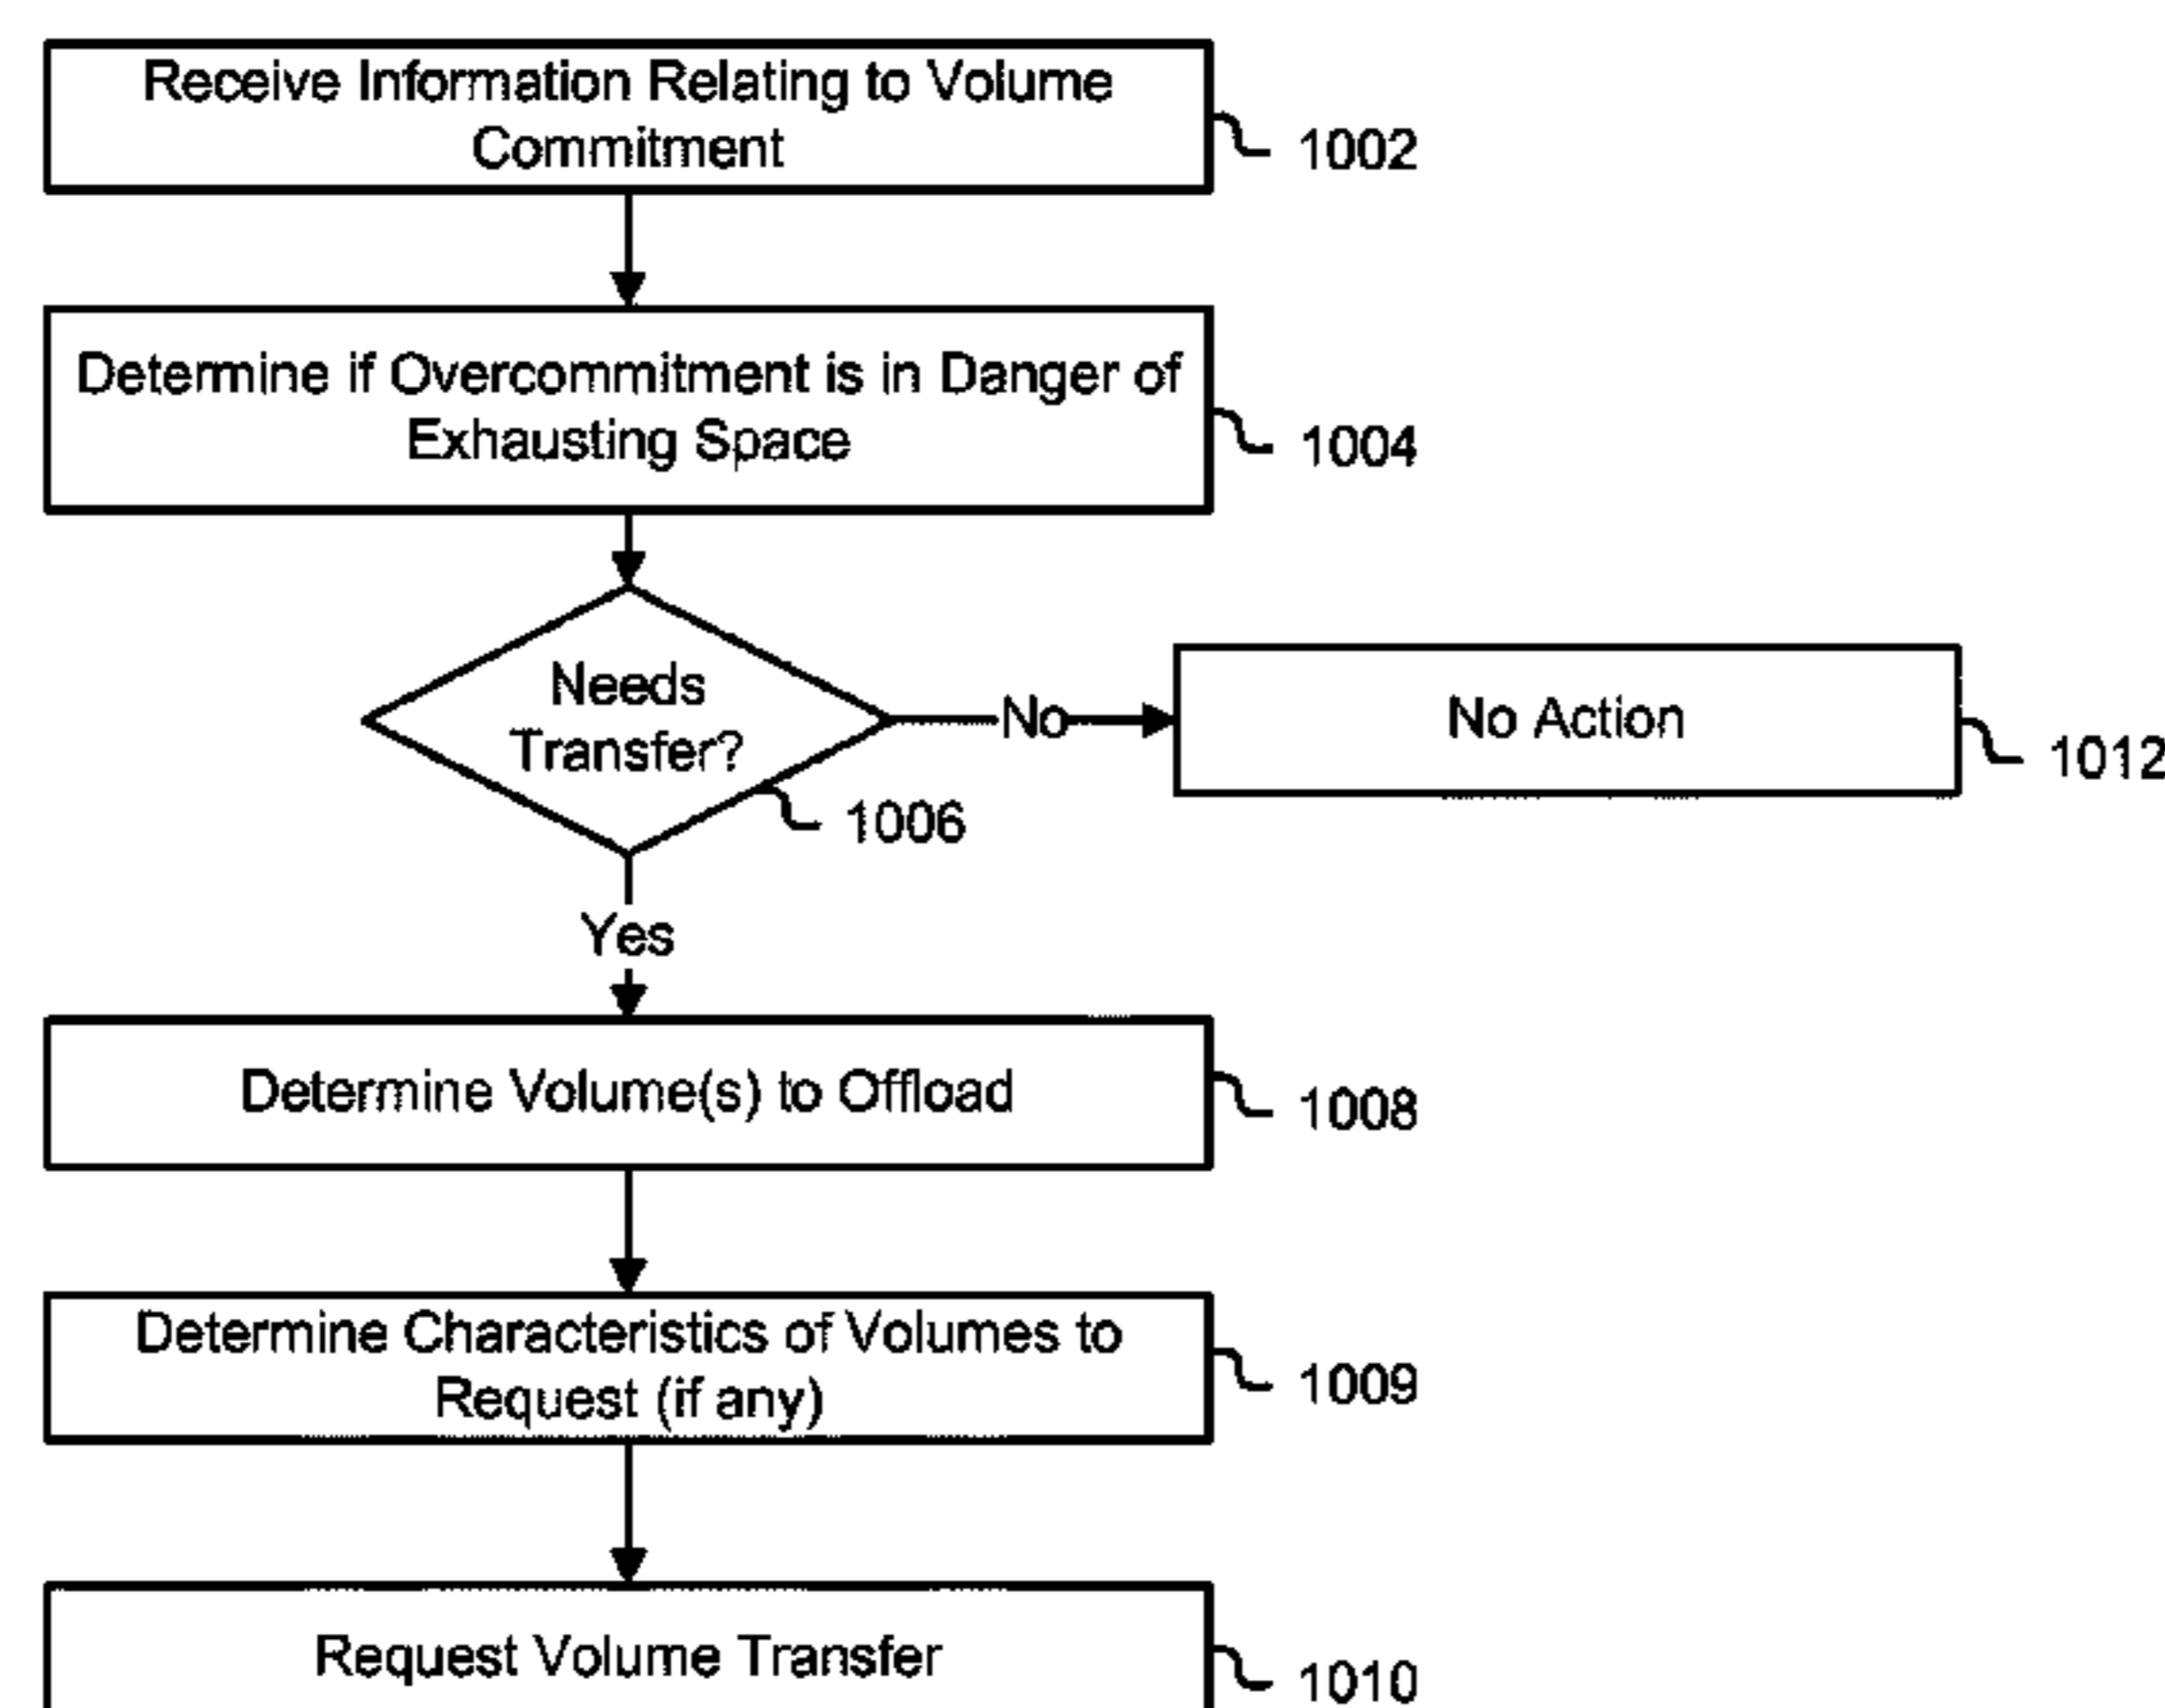 Receive Information Relating to Volume
Commitment
1002
Determine if Overcommitment is in Danger of
Exhausting Space
1004
Needs
Transfer?
No
No Action
1012
1006
Yes
Determine Volume(s) to Offload
1008
Determine Characteristics of Volumes to
Request (if any)
1009
Request Volume Transfer
1010